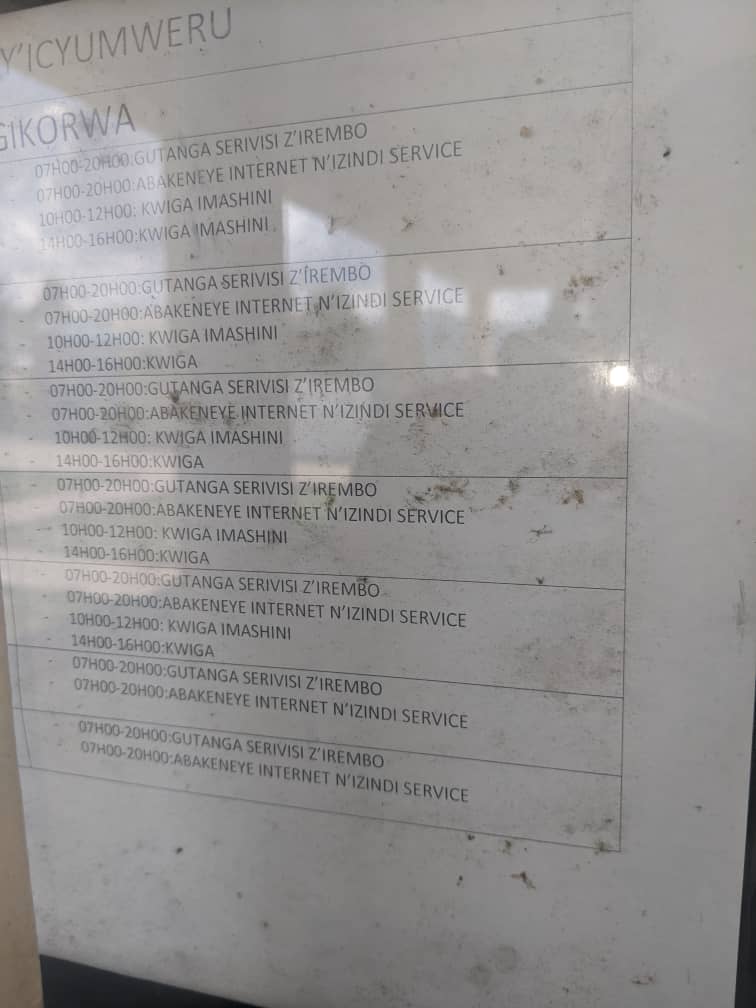 Y'ICYUMWERU
GIKORWA
- 07H00-20H00:GUTANGA SERIVISI Z'IREMBO
- 07H00-20H00:ABAKENEYE INTERNET N'IZINDI SERVICE
- 10H00-12H00: KWIGA IMASHINI
- 14H00-16H00:KWIGA IMASHINI .
- 07H00-20H00:GUTANGA SERIVISI Z'IREMBO
- 07H00-20H00:ABAKENEYE INTERNET N'IZINDI SERVICE
- 10H00-12H00: KWIGA IMASHINI
- 14H00-16H00:KWIGA
- 07H00-20H00:GUTANGA SERIVISI Z'IREMBO
- 07H00-20H00:ABAKENEYE INTERNET N'IZINDI SERVICE
- 10H00-12H00: KWIGA IMASHINI
- 14H00-16H00:KWIGA
- 07H00-20H00:GUTANGA SERIVISI Z'IREMBO
- 07H00-20H00:ABAKENEYE INTERNET N'IZINDI SERVICE
- 10H00-12H00: KWIGA IMASHINI
- 14H00-16H00:KWIGA
- 07H00-20H00:GUTANGA SERIVISI Z'IREMBO
- 07H00-20H00:ABAKENEYE INTERNET N'IZINDI SERVICE
- 10H00-12H00: KWIGA IMASHINI
- 14H00-16H00:KWIGA
- 07H00-20H00:GUTANGA SERIVISI Z'IREMBO
- 07H00-20H00:ABAKENEYE INTERNET N'IZINDI SERVICE
- 07H00-20H00:GUTANGA SERIVISI Z'IREMBO
- 07H00-20H00:ABAKENEYE INTERNET N'IZINDI SERVICE